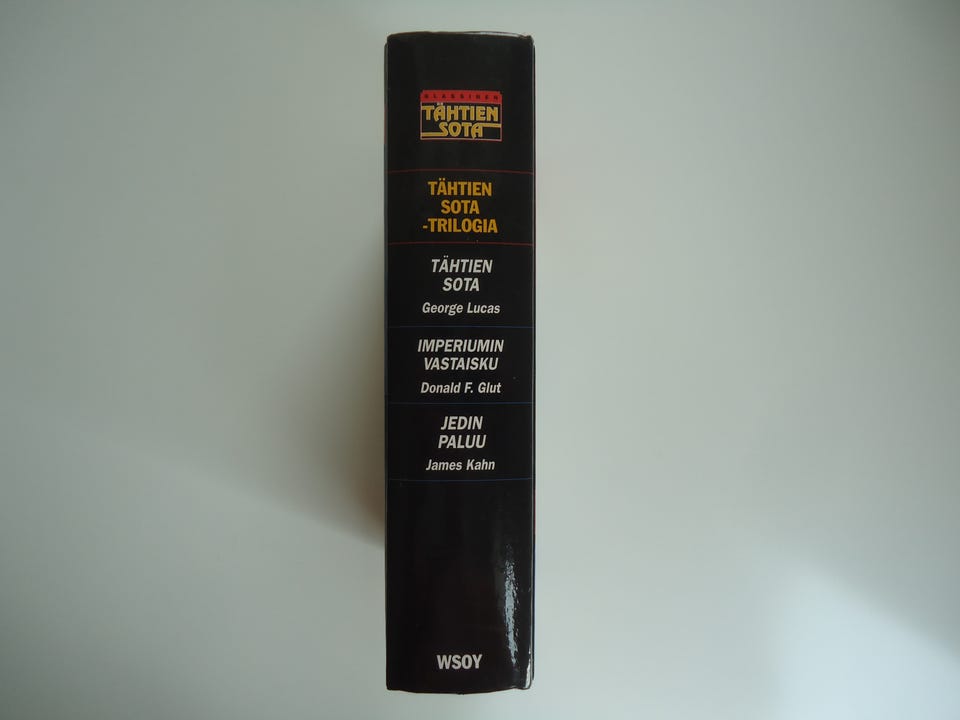 KLASSINEN
TÄHTIEN
SOTA
TÄHTIEN
SOTA
-TRILOGIA
TÄHTIEN
SOTA
George Lucas
IMPERIUMIN
VASTAISKU
Donald F. Glut
JEDIN
PALUU
James Kahn
WSOY